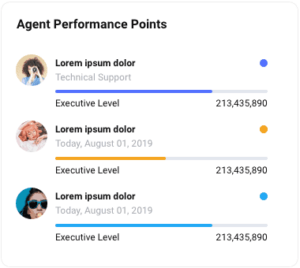 Agent Performance Points
Lorem ipsum dolor
Technical Support
Executive Level 213,435,890
Lorem ipsum dolor
Today, August 01, 2019
Executive Level 213,435,890
Lorem ipsum dolor
Today, August 01, 2019
Executive Level 213,435,890